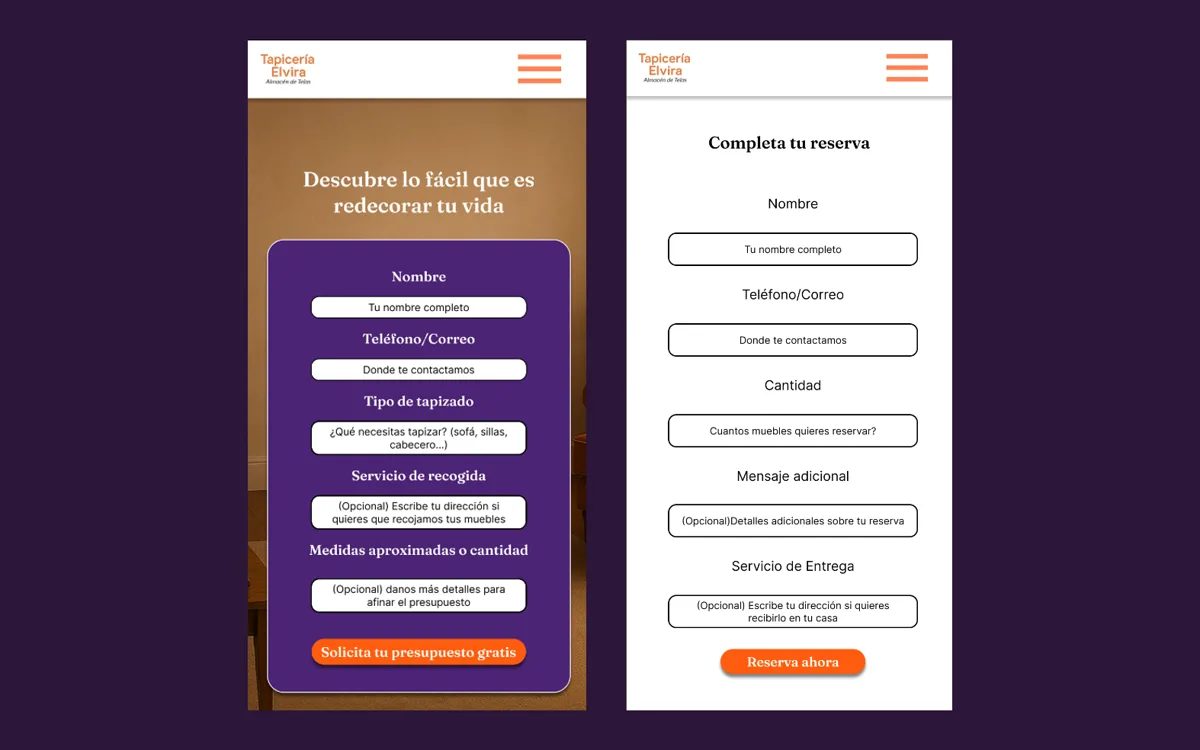 Tapicería
Elvira
Almacén de Telas
Descubre lo fácil que es
redecorar tu vida
Nombre
Tu nombre completo
Teléfono/Correo
Donde te contactamos
Tipo de tapizado
¿Qué necesitas tapizar? (sofá, sillas,
cabecero...)
Servicio de recogida
(Opcional) Escribe tu dirección si
quieres que recojamos tus muebles
Medidas aproximadas o cantidad
(Opcional) danos más detalles para
afinar el presupuesto
Solicita tu presupuesto gratis
Tapicería
Elvira
Almacén de Telas
Completa tu reserva
Nombre
Tu nombre completo
Teléfono/Correo
Donde te contactamos
Cantidad
Cuantos muebles quieres reservar?
Mensaje adicional
(Opcional)Detalles adicionales sobre tu reserva
Servicio de Entrega
(Opcional) Escribe tu dirección si quieres
recibirlo en tu casa
Reserva ahora